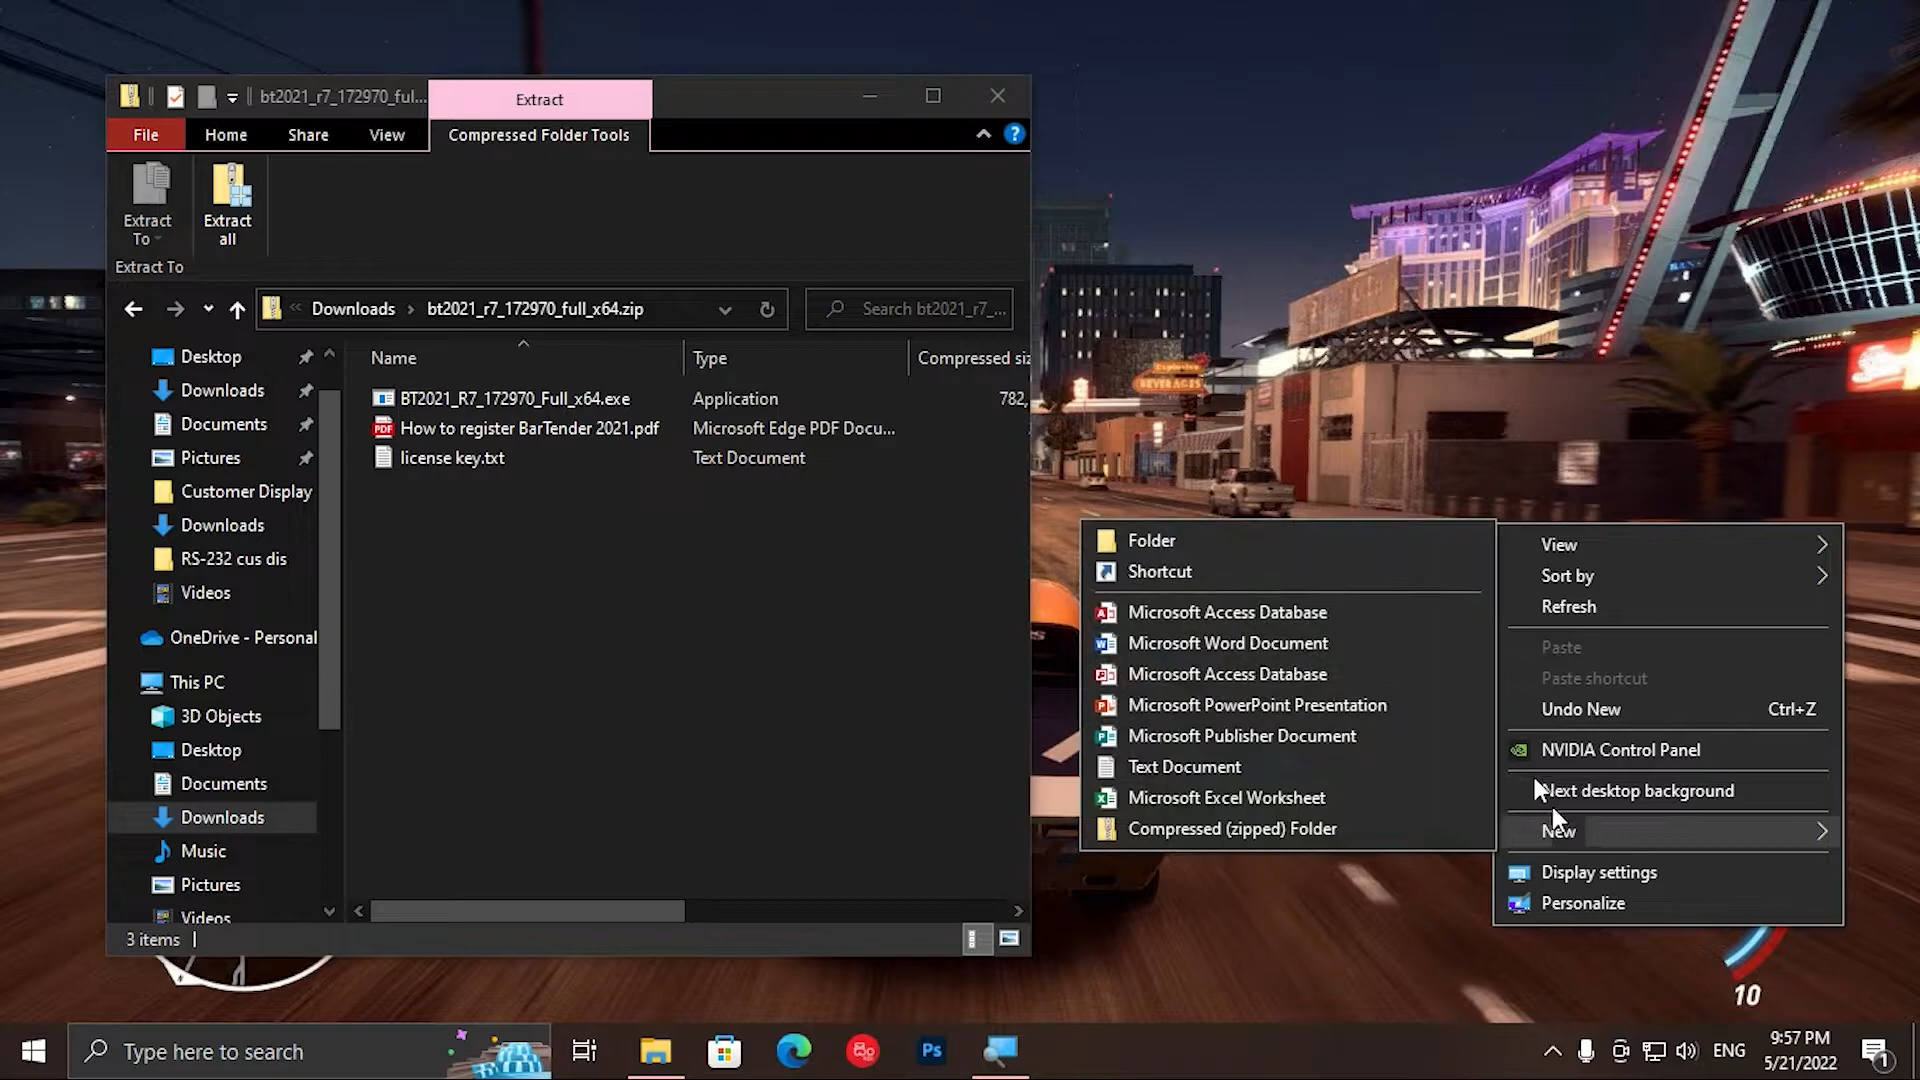 bt2021_r7_172970_ful...
Extract
File
Home
Share
View
Compressed Folder Tools
Extract
To
Extract
all
Extract To
Downloads
bt2021_r7_172970_full_x64.zip
Search bt2021_r7_...
Name
Type
Compressed siz
BT2021_R7_172970_Full_x64.exe
Application
782,
How to register BarTender 2021.pdf
Microsoft Edge PDF Docu...
license key.txt
Text Document
Desktop
Downloads
Documents
Pictures
Customer Display
Downloads
RS-232 cus dis
Videos
OneDrive - Personal
This PC
3D Objects
Desktop
Documents
Downloads
Music
Pictures
Videos
3 items
Folder
Shortcut
Microsoft Access Database
Microsoft Word Document
Microsoft Access Database
Microsoft PowerPoint Presentation
Microsoft Publisher Document
Text Document
Microsoft Excel Worksheet
Compressed (zipped) Folder
View
Sort by
Refresh
Paste
Paste shortcut
Undo New
Ctrl+Z
NVIDIA Control Panel
Next desktop background
New
Display settings
Personalize
BEVERAGES
10
Type here to search
Ps
ENG
9:57 PM
5/21/2022
1